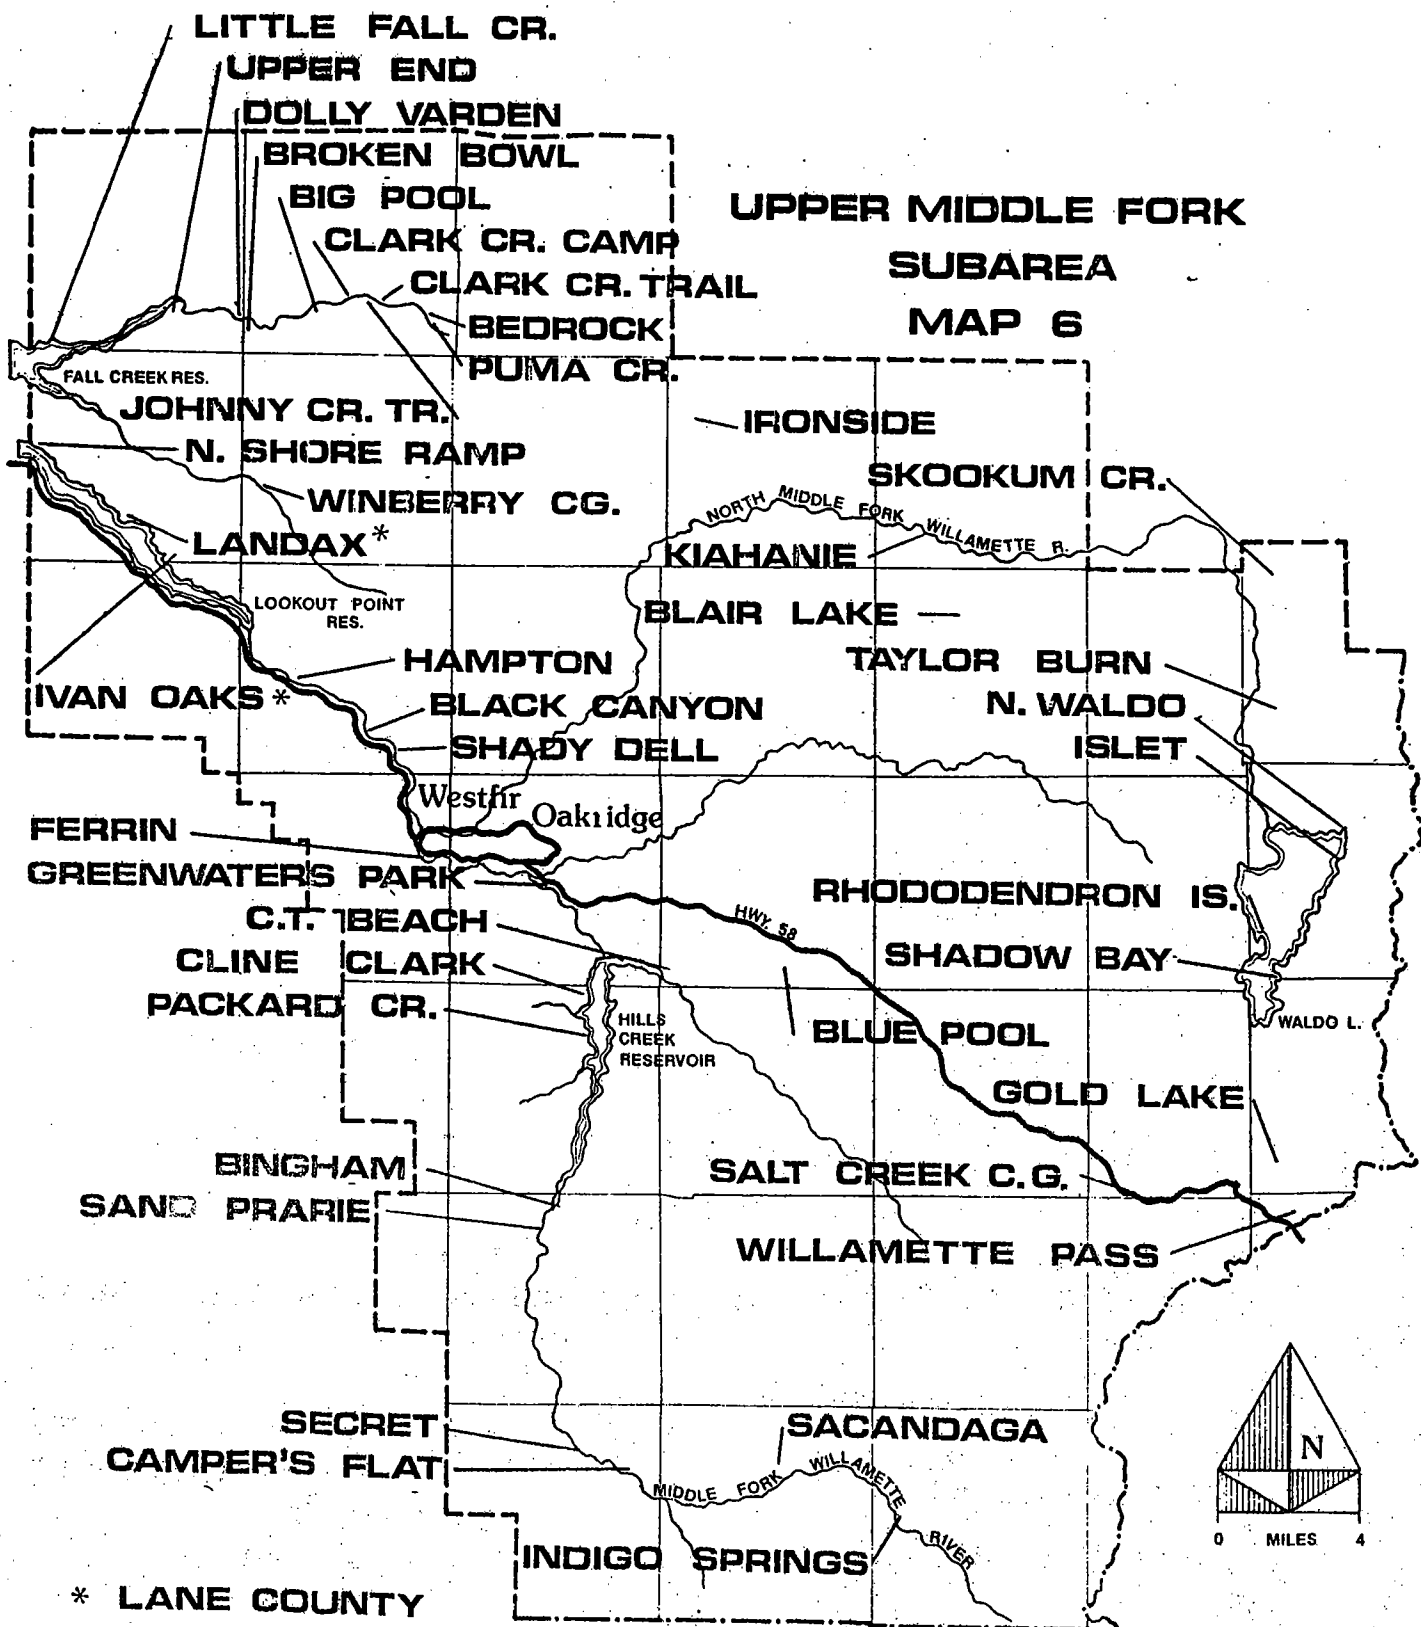 LITTLE FALL CR.
UPPER END
DOLLY VARDEN
BROKEN BOWL
BIG POOL
CLARK CR. CAMP
CLARK CR. TRAIL
BEDROCK
PUMA CR.
UPPER MIDDLE FORK
SUBAREA
MAP 6
FALL CREEK RES.
JOHNNY CR. TR.
N. SHORE RAMP
WINBERRY CG.
LANDAX*
LOOKOUT POINT
RES.
IRONSIDE
SKOOKUM CR.
NORTH MIDDLE FORK WILLAMETTE R.
KIAHANIE
BLAIR LAKE
HAMPTON
TAYLOR BURN
IVAN OAKS*
BLACK CANYON
N. WALDO
SHADY DELL
ISLET
Westfir
Oakridge
FERRIN
GREENWATERS PARK
C.T. BEACH
CLINE CLARK
PACKARD CR.
HWY. 58
RHODODENDRON IS.
SHADOW BAY
HILLS
CREEK
RESERVOIR
BLUE POOL
WALDO L.
GOLD LAKE
BINGHAM
SAND PRARIE
SALT CREEK C.G.
WILLAMETTE PASS
SECRET
CAMPER'S FLAT
SACANDAGA
MIDDLE FORK WILLAMETTE RIVER
INDIGO SPRINGS
N
0 MILES 4
* LANE COUNTY